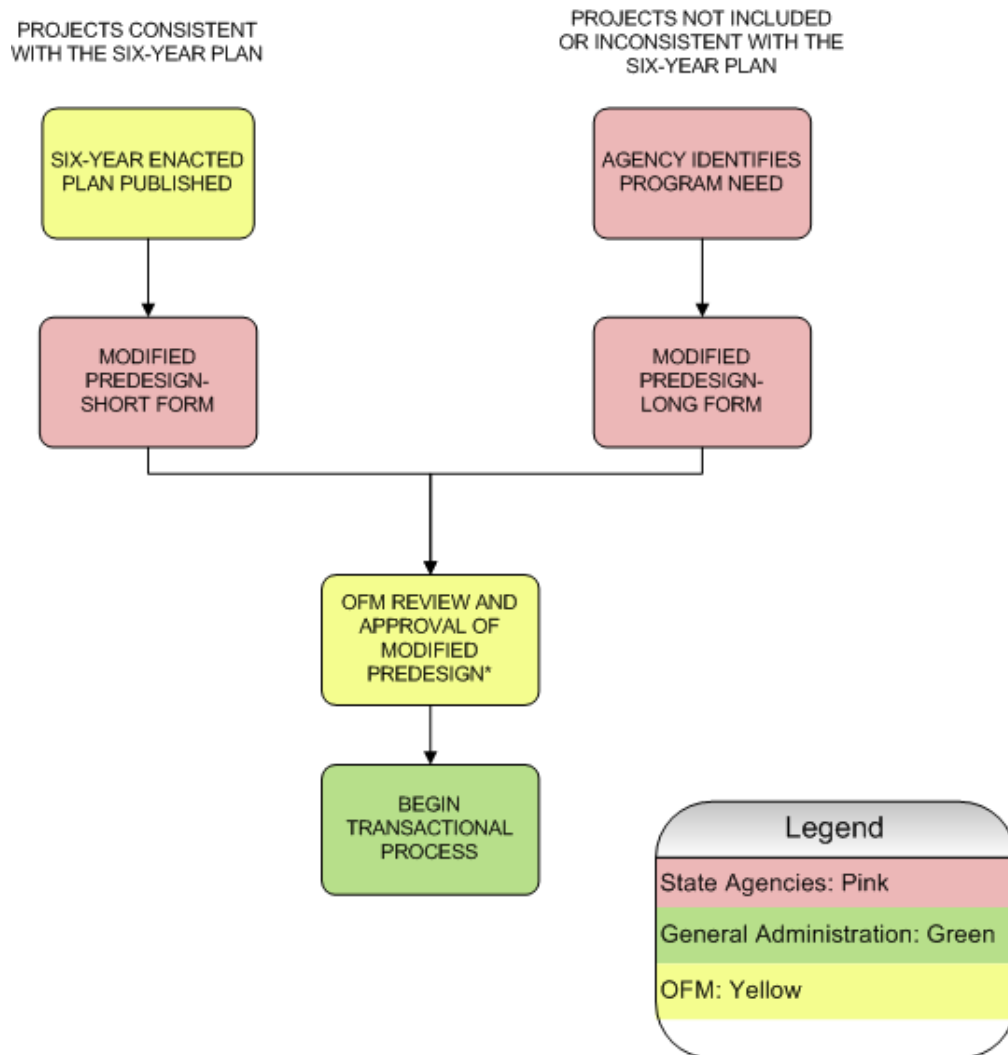 PROJECTS CONSISTENT
WITH THE SIX-YEAR PLAN
PROJECTS NOT INCLUDED
OR INCONSISTENT WITH THE
SIX-YEAR PLAN
SIX-YEAR ENACTED
PLAN PUBLISHED
AGENCY IDENTIFIES
PROGRAM NEED
MODIFIED
PREDESIGN-
SHORT FORM
MODIFIED
PREDESIGN-
LONG FORM
OFM REVIEW AND
APPROVAL OF
MODIFIED
PREDESIGN*
BEGIN
TRANSACTIONAL
PROCESS
Legend
State Agencies: Pink
General Administration: Green
OFM: Yellow